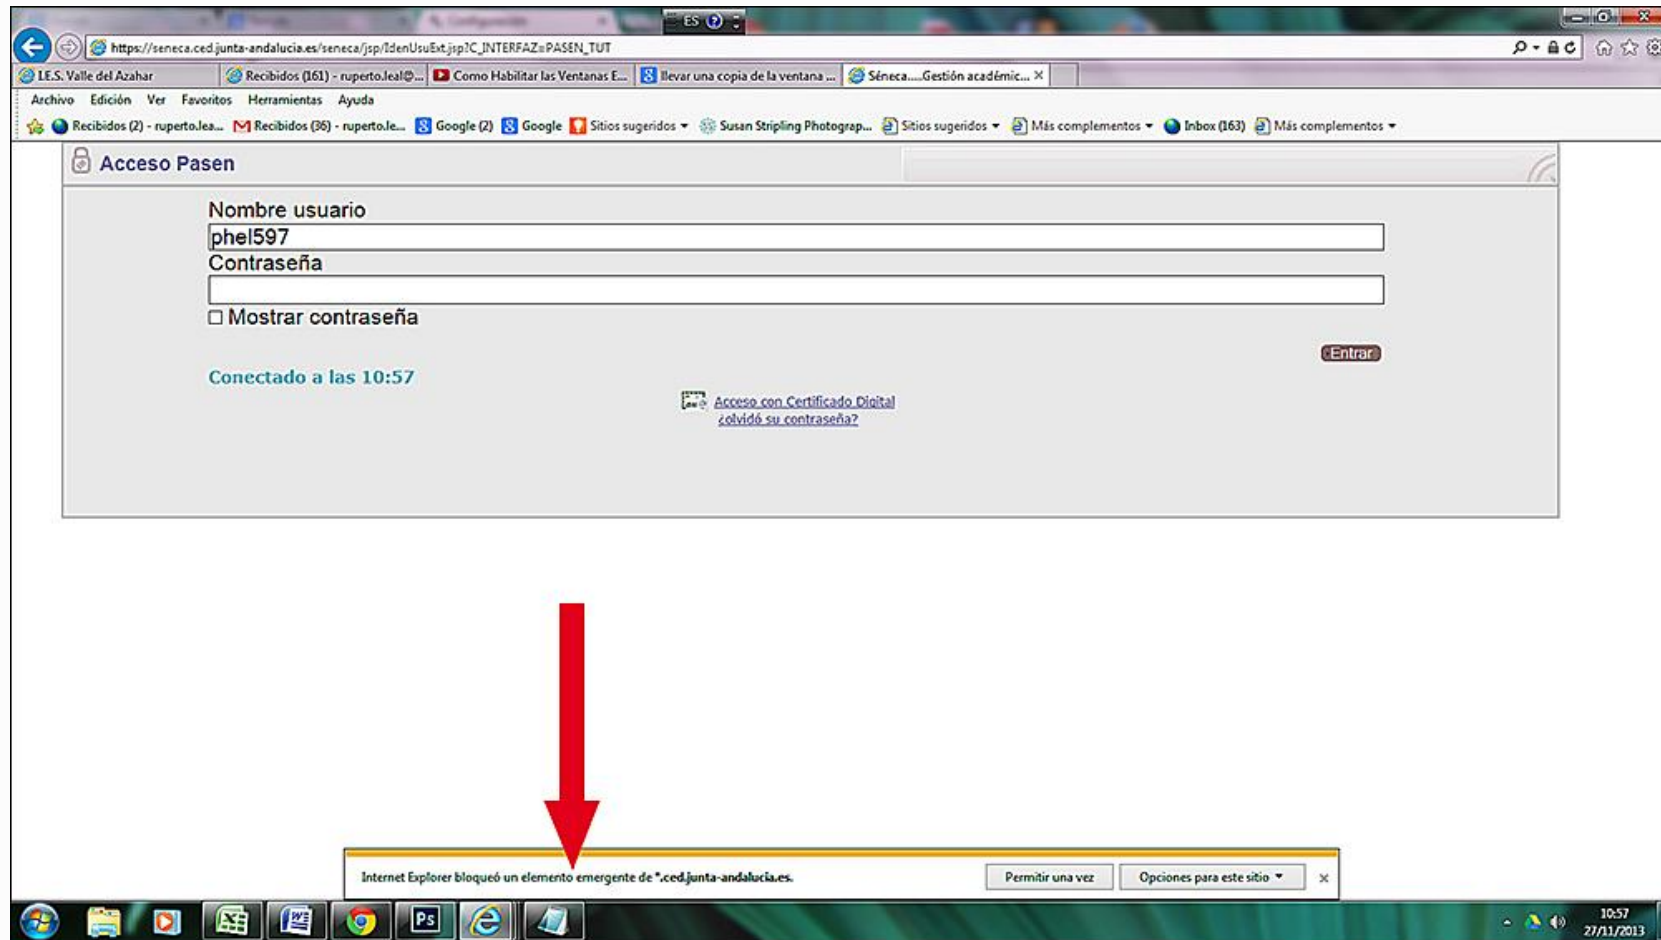 ES
https://seneca.ced.junta-andalucia.es/seneca/jsp/IdenUsuExt.jsp?C_INTERFAZ=PASEN_TUT
I.E.S. Valle del Azahar
Recibidos (161) - ruperto.leal@...
Como Habilitar las Ventanas E...
llevar una copia de la ventana ...
Séneca.....Gestión académic...
Archivo Edición Ver Favoritos Herramientas Ayuda
Recibidos (2) - ruperto.lea... Recibidos (36) - ruperto.le... Google (2) Google Sitios sugeridos Susan Stripling Photograp... Sitios sugeridos Más complementos Inbox (163) Más complementos
Acceso Pasen
Nombre usuario
phel597
Contraseña
Mostrar contraseña
Entrar
Conectado a las 10:57
Acceso con Certificado Digital
¿olvidó su contraseña?
Internet Explorer bloqueó un elemento emergente de *.ced.junta-andalucia.es.
Permitir una vez
Opciones para este sitio
Ps
10:57
27/11/2013